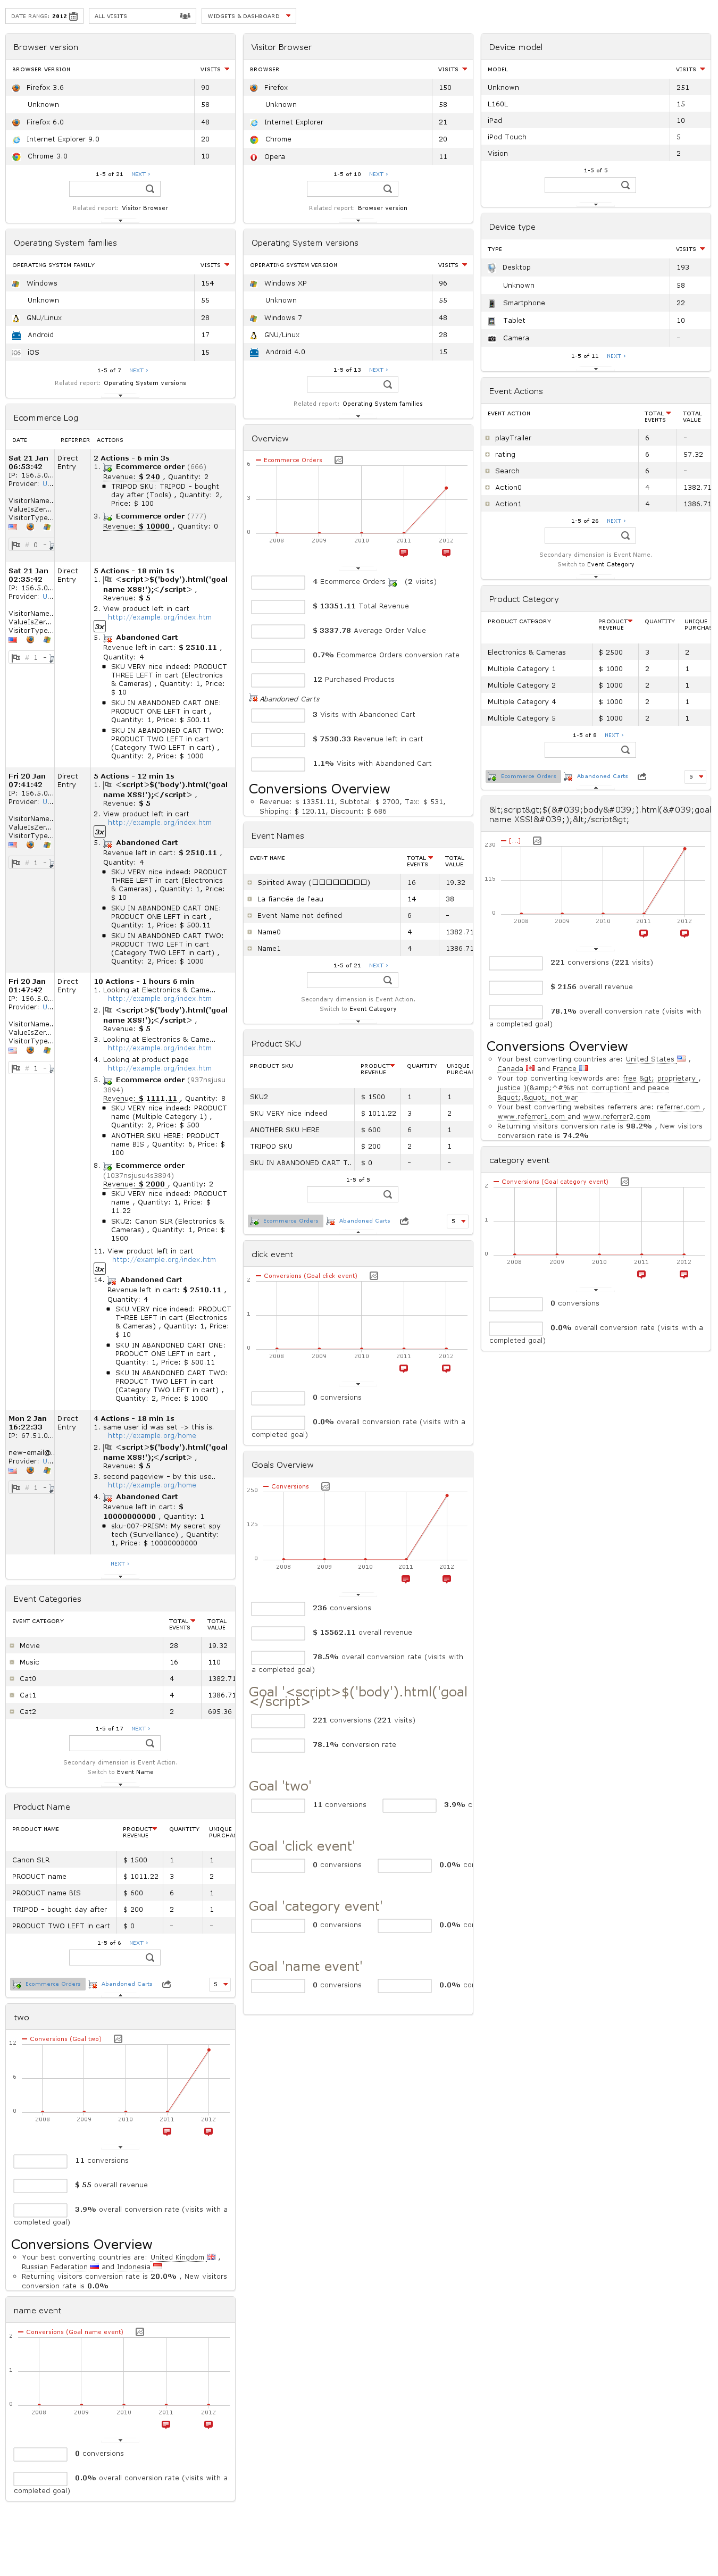 DATE RANGE: 2012
ALL VISITS
WIDGETS & DASHBOARD
Browser version
BROWSER VERSION VISITS
Firefox 3.6 90
Unknown 58
Firefox 6.0 48
Internet Explorer 9.0 20
Chrome 3.0 10
1-5 of 21 NEXT ›
Related report: Visitor Browser
Operating System families
OPERATING SYSTEM FAMILY VISITS
Windows 154
Unknown 55
GNU/Linux 28
Android 17
iOS 15
1-5 of 7 NEXT ›
Related report: Operating System versions
Ecommerce Log
DATE REFERRER ACTIONS
Sat 21 Jan
06:53:42
IP: 156.5.0...
Provider: U...
VisitorName..
ValueIsZer...
VisitorType...
# 0 -
Direct
Entry
2 Actions - 6 min 3s
1. Ecommerce order (666)
Revenue: $ 240 , Quantity: 2
TRIPOD SKU: TRIPOD - bought
day after (Tools) , Quantity: 2,
Price: $ 100
3. Ecommerce order (777)
Revenue: $ 10000 , Quantity: 0
Sat 21 Jan
02:35:42
IP: 156.5.0...
Provider: U...
VisitorName..
ValueIsZer...
VisitorType...
# 1 -
Direct
Entry
5 Actions - 18 min 1s
1. <script>$('body').html('goal
name XSS!');</script> ,
Revenue: $ 5
2. View product left in cart
http://example.org/index.htm
3x
5. Abandoned Cart
Revenue left in cart: $ 2510.11 ,
Quantity: 4
SKU VERY nice indeed: PRODUCT
THREE LEFT in cart (Electronics
& Cameras) , Quantity: 1, Price:
$ 10
SKU IN ABANDONED CART ONE:
PRODUCT ONE LEFT in cart ,
Quantity: 1, Price: $ 500.11
SKU IN ABANDONED CART TWO:
PRODUCT TWO LEFT in cart
(Category TWO LEFT in cart) ,
Quantity: 2, Price: $ 1000
Fri 20 Jan
07:41:42
IP: 156.5.0...
Provider: U...
VisitorName..
ValueIsZer...
VisitorType...
# 1 -
Direct
Entry
5 Actions - 12 min 1s
1. <script>$('body').html('goal
name XSS!');</script> ,
Revenue: $ 5
2. View product left in cart
http://example.org/index.htm
3x
5. Abandoned Cart
Revenue left in cart: $ 2510.11 ,
Quantity: 4
SKU VERY nice indeed: PRODUCT
THREE LEFT in cart (Electronics
& Cameras) , Quantity: 1, Price:
$ 10
SKU IN ABANDONED CART ONE:
PRODUCT ONE LEFT in cart ,
Quantity: 1, Price: $ 500.11
SKU IN ABANDONED CART TWO:
PRODUCT TWO LEFT in cart
(Category TWO LEFT in cart) ,
Quantity: 2, Price: $ 1000
Fri 20 Jan
01:47:42
IP: 156.5.0...
Provider: U...
VisitorName..
ValueIsZer...
VisitorType...
# 1 -
Direct
Entry
10 Actions - 1 hours 6 min
1. Looking at Electronics & Came...
http://example.org/index.htm
2. <script>$('body').html('goal
name XSS!');</script> ,
Revenue: $ 5
3. Looking at Electronics & Came...
http://example.org/index.htm
4. Looking at product page
http://example.org/index.htm
5. Ecommerce order (937nsjusu
3894)
Revenue: $ 1111.11 , Quantity: 8
SKU VERY nice indeed: PRODUCT
name (Multiple Category 1) ,
Quantity: 2, Price: $ 500
ANOTHER SKU HERE: PRODUCT
name BIS , Quantity: 6, Price: $
100
8. Ecommerce order
(1037nsjusu4s3894)
Revenue: $ 2000 , Quantity: 2
SKU VERY nice indeed: PRODUCT
name , Quantity: 1, Price: $
11.22
SKU2: Canon SLR (Electronics &
Cameras) , Quantity: 1, Price: $
1500
11. View product left in cart
http://example.org/index.htm
3x
14. Abandoned Cart
Revenue left in cart: $ 2510.11 ,
Quantity: 4
SKU VERY nice indeed: PRODUCT
THREE LEFT in cart (Electronics
& Cameras) , Quantity: 1, Price:
$ 10
SKU IN ABANDONED CART ONE:
PRODUCT ONE LEFT in cart
, Quantity: 1, Price: $ 500.11
SKU IN ABANDONED CART TWO:
PRODUCT TWO LEFT in cart
(Category TWO LEFT in cart) ,
Quantity: 2, Price: $ 1000
Mon 2 Jan
16:22:33
IP: 67.51.0...
new-email@..
Provider: U...
# 1 -
Direct
Entry
4 Actions - 18 min 1s
1. same user id was set -> this is.
http://example.org/home
2. <script>$('body').html('goal
name XSS!');</script> ,
Revenue: $ 5
3. second pageview - by this use..
http://example.org/home
4. Abandoned Cart
Revenue left in cart: $
10000000000 , Quantity: 1
sku-007-PRISM: My secret spy
tech (Surveillance) , Quantity:
1, Price: $ 10000000000
NEXT ›
Event Categories
EVENT CATEGORY TOTAL EVENTS TOTAL VALUE
Movie 28 19.32
Music 16 110
Cat0 4 1382.71
Cat1 4 1386.71
Cat2 2 695.36
1-5 of 17 NEXT ›
Secondary dimension is Event Action.
Switch to Event Name
Product Name
PRODUCT NAME PRODUCT REVENUE QUANTITY UNIQUE PURCHA
Canon SLR $ 1500 1 1
PRODUCT name $ 1011.22 3 2
PRODUCT name BIS $ 600 6 1
TRIPOD - bought day after $ 200 2 1
PRODUCT TWO LEFT in cart $ 0 - -
1-5 of 6 NEXT ›
Ecommerce Orders Abandoned Carts 5
two
Conversions (Goal two)
12
6
0
2008 2009 2010 2011 2012
11 conversions
$ 55 overall revenue
3.9% overall conversion rate (visits with a
completed goal)
Conversions Overview
Your best converting countries are: United Kingdom ,
Russian Federation and Indonesia
Returning visitors conversion rate is 20.0% , New visitors
conversion rate is 0.0%
name event
Conversions (Goal name event)
2
1
0
2008 2009 2010 2011 2012
0 conversions
0.0% overall conversion rate (visits with a
completed goal)
Visitor Browser
BROWSER VISITS
Firefox 150
Unknown 58
Internet Explorer 21
Chrome 20
Opera 11
1-5 of 10 NEXT ›
Related report: Browser version
Operating System versions
OPERATING SYSTEM VERSION VISITS
Windows XP 96
Unknown 55
Windows 7 48
GNU/Linux 28
Android 4.0 15
1-5 of 13 NEXT ›
Related report: Operating System families
Overview
Ecommerce Orders
6
3
0
2008 2009 2010 2011 2012
4 Ecommerce Orders (2 visits)
$ 13351.11 Total Revenue
$ 3337.78 Average Order Value
0.7% Ecommerce Orders conversion rate
12 Purchased Products
Abandoned Carts
3 Visits with Abandoned Cart
$ 7530.33 Revenue left in cart
1.1% Visits with Abandoned Cart
Conversions Overview
Revenue: $ 13351.11, Subtotal: $ 2700, Tax: $ 531,
Shipping: $ 120.11, Discount: $ 686
Event Names
EVENT NAME TOTAL EVENTS TOTAL VALUE
Spirited Away (□□□□□□□□) 16 19.32
La fiancée de l'eau 14 38
Event Name not defined 6 -
Name0 4 1382.71
Name1 4 1386.71
1-5 of 21 NEXT ›
Secondary dimension is Event Action.
Switch to Event Category
Product SKU
PRODUCT SKU PRODUCT REVENUE QUANTITY UNIQUE PURCHA
SKU2 $ 1500 1 1
SKU VERY nice indeed $ 1011.22 3 2
ANOTHER SKU HERE $ 600 6 1
TRIPOD SKU $ 200 2 1
SKU IN ABANDONED CART T.. $ 0 - -
1-5 of 5
Ecommerce Orders Abandoned Carts 5
click event
Conversions (Goal click event)
2
1
0
2008 2009 2010 2011 2012
0 conversions
0.0% overall conversion rate (visits with a
completed goal)
Goals Overview
Conversions
250
125
0
2008 2009 2010 2011 2012
236 conversions
$ 15562.11 overall revenue
78.5% overall conversion rate (visits with
a completed goal)
Goal '<script>$('body').html('goal
</script>'
221 conversions (221 visits)
78.1% conversion rate
Goal 'two'
11 conversions 3.9% c
Goal 'click event'
0 conversions 0.0% co
Goal 'category event'
0 conversions 0.0% co
Goal 'name event'
0 conversions 0.0% co
Device model
MODEL VISITS
Unknown 251
L160L 15
iPad 10
iPod Touch 5
Vision 2
1-5 of 5
Device type
TYPE VISITS
Desktop 193
Unknown 58
Smartphone 22
Tablet 10
Camera -
1-5 of 11 NEXT ›
Event Actions
EVENT ACTION TOTAL EVENTS TOTAL VALUE
playTrailer 6 -
rating 6 57.32
Search 6 -
Action0 4 1382.71
Action1 4 1386.71
1-5 of 26 NEXT ›
Secondary dimension is Event Name.
Switch to Event Category
Product Category
PRODUCT CATEGORY PRODUCT REVENUE QUANTITY UNIQUE PURCHA
Electronics & Cameras $ 2500 3 2
Multiple Category 1 $ 1000 2 1
Multiple Category 2 $ 1000 2 1
Multiple Category 4 $ 1000 2 1
Multiple Category 5 $ 1000 2 1
1-5 of 8 NEXT ›
Ecommerce Orders Abandoned Carts 5
&lt;script&gt;$(&#039;body&#039;).html(&#039;goal
name XSS!&#039;);&lt;/script&gt;
[...]
230
115
0
2008 2009 2010 2011 2012
221 conversions (221 visits)
$ 2156 overall revenue
78.1% overall conversion rate (visits with
a completed goal)
Conversions Overview
Your best converting countries are: United States ,
Canada and France
Your top converting keywords are: free &gt; proprietary ,
justice )(&amp;^#%$ not corruption! and peace
&quot;,&quot; not war
Your best converting websites referrers are: referrer.com ,
www.referrer1.com and www.referrer2.com
Returning visitors conversion rate is 98.2% , New visitors
conversion rate is 74.2%
category event
Conversions (Goal category event)
2
1
0
2008 2009 2010 2011 2012
0 conversions
0.0% overall conversion rate (visits with a
completed goal)